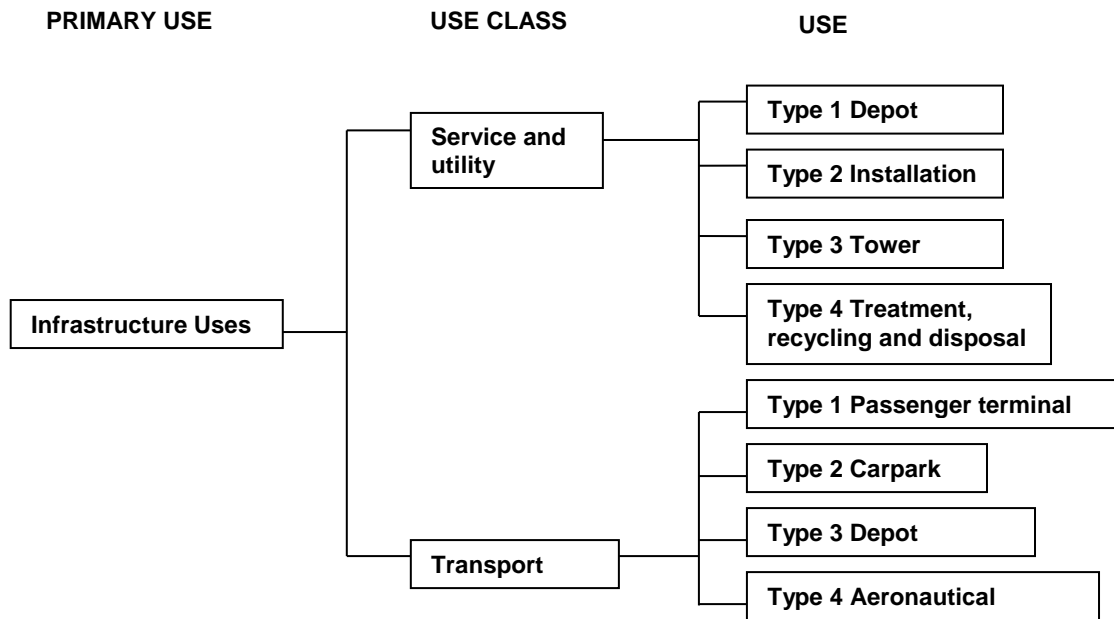 PRIMARY USE
USE CLASS
USE
Type 1 Depot
Service and
utility
Type 2 Installation
Type 3 Tower
Infrastructure Uses
Type 4 Treatment,
recycling and disposal
Type 1 Passenger terminal
Type 2 Carpark
Type 3 Depot
Transport
Type 4 Aeronautical